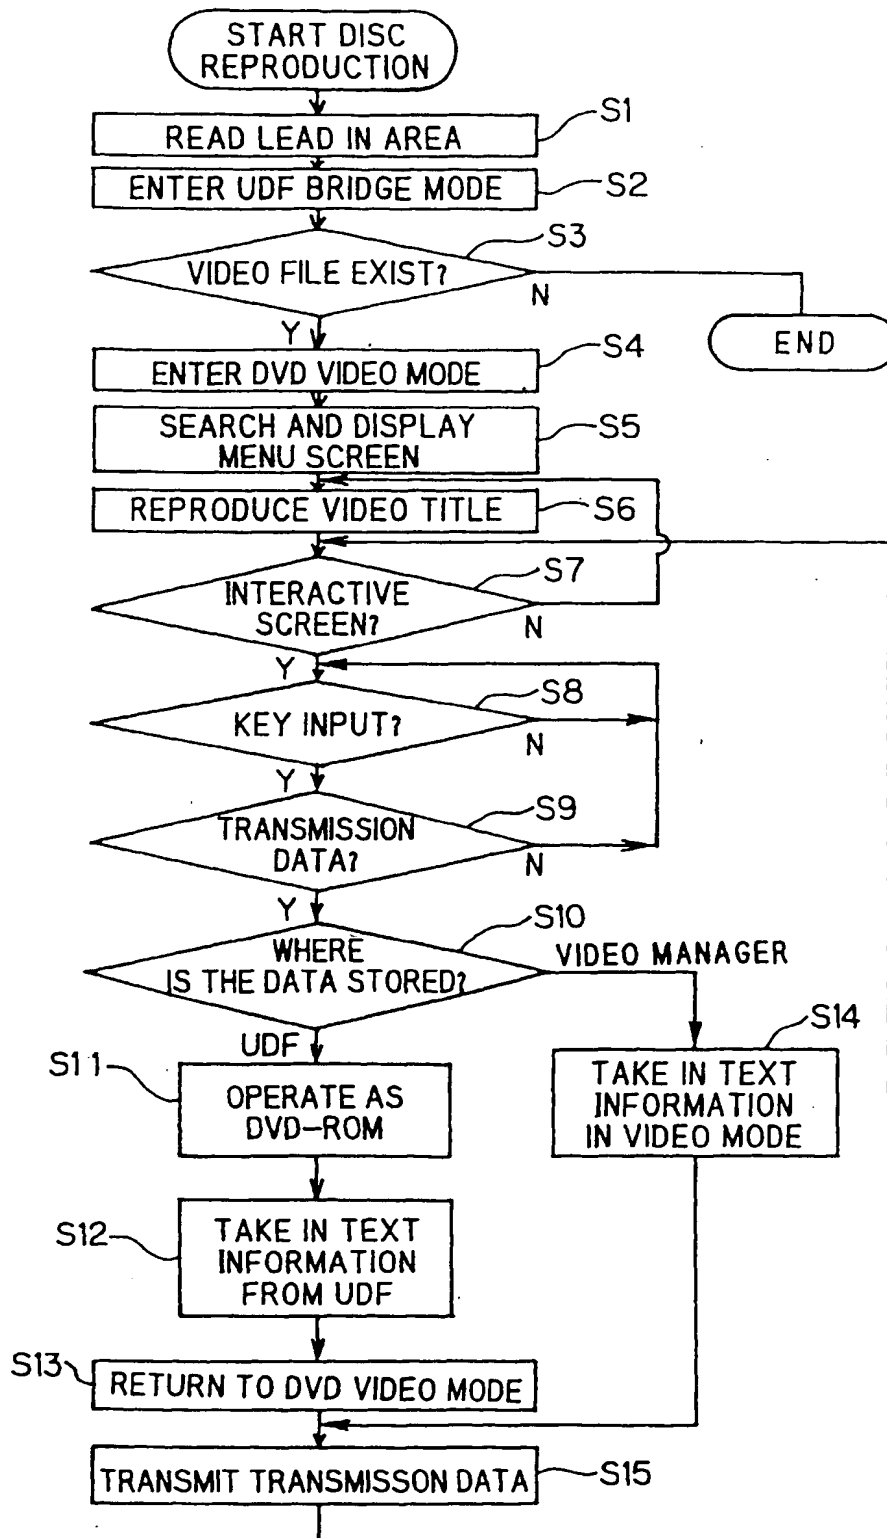 START DISC
REPRODUCTION
S1
READ LEAD IN AREA
S2
ENTER UDF BRIDGE MODE
S3
VIDEO FILE EXIST?
N
Y
END
S4
ENTER DVD VIDEO MODE
S5
SEARCH AND DISPLAY
MENU SCREEN
S6
REPRODUCE VIDEO TITLE
S7
INTERACTIVE
SCREEN?
N
Y
S8
KEY INPUT?
N
Y
S9
TRANSMISSION
DATA?
N
Y
S10
WHERE
IS THE DATA STORED?
VIDEO MANAGER
UDF
S11
OPERATE AS
DVD-ROM
S14
TAKE IN TEXT
INFORMATION
IN VIDEO MODE
S12
TAKE IN TEXT
INFORMATION
FROM UDF
S13
RETURN TO DVD VIDEO MODE
TRANSMIT TRANSMISSON DATA
S15